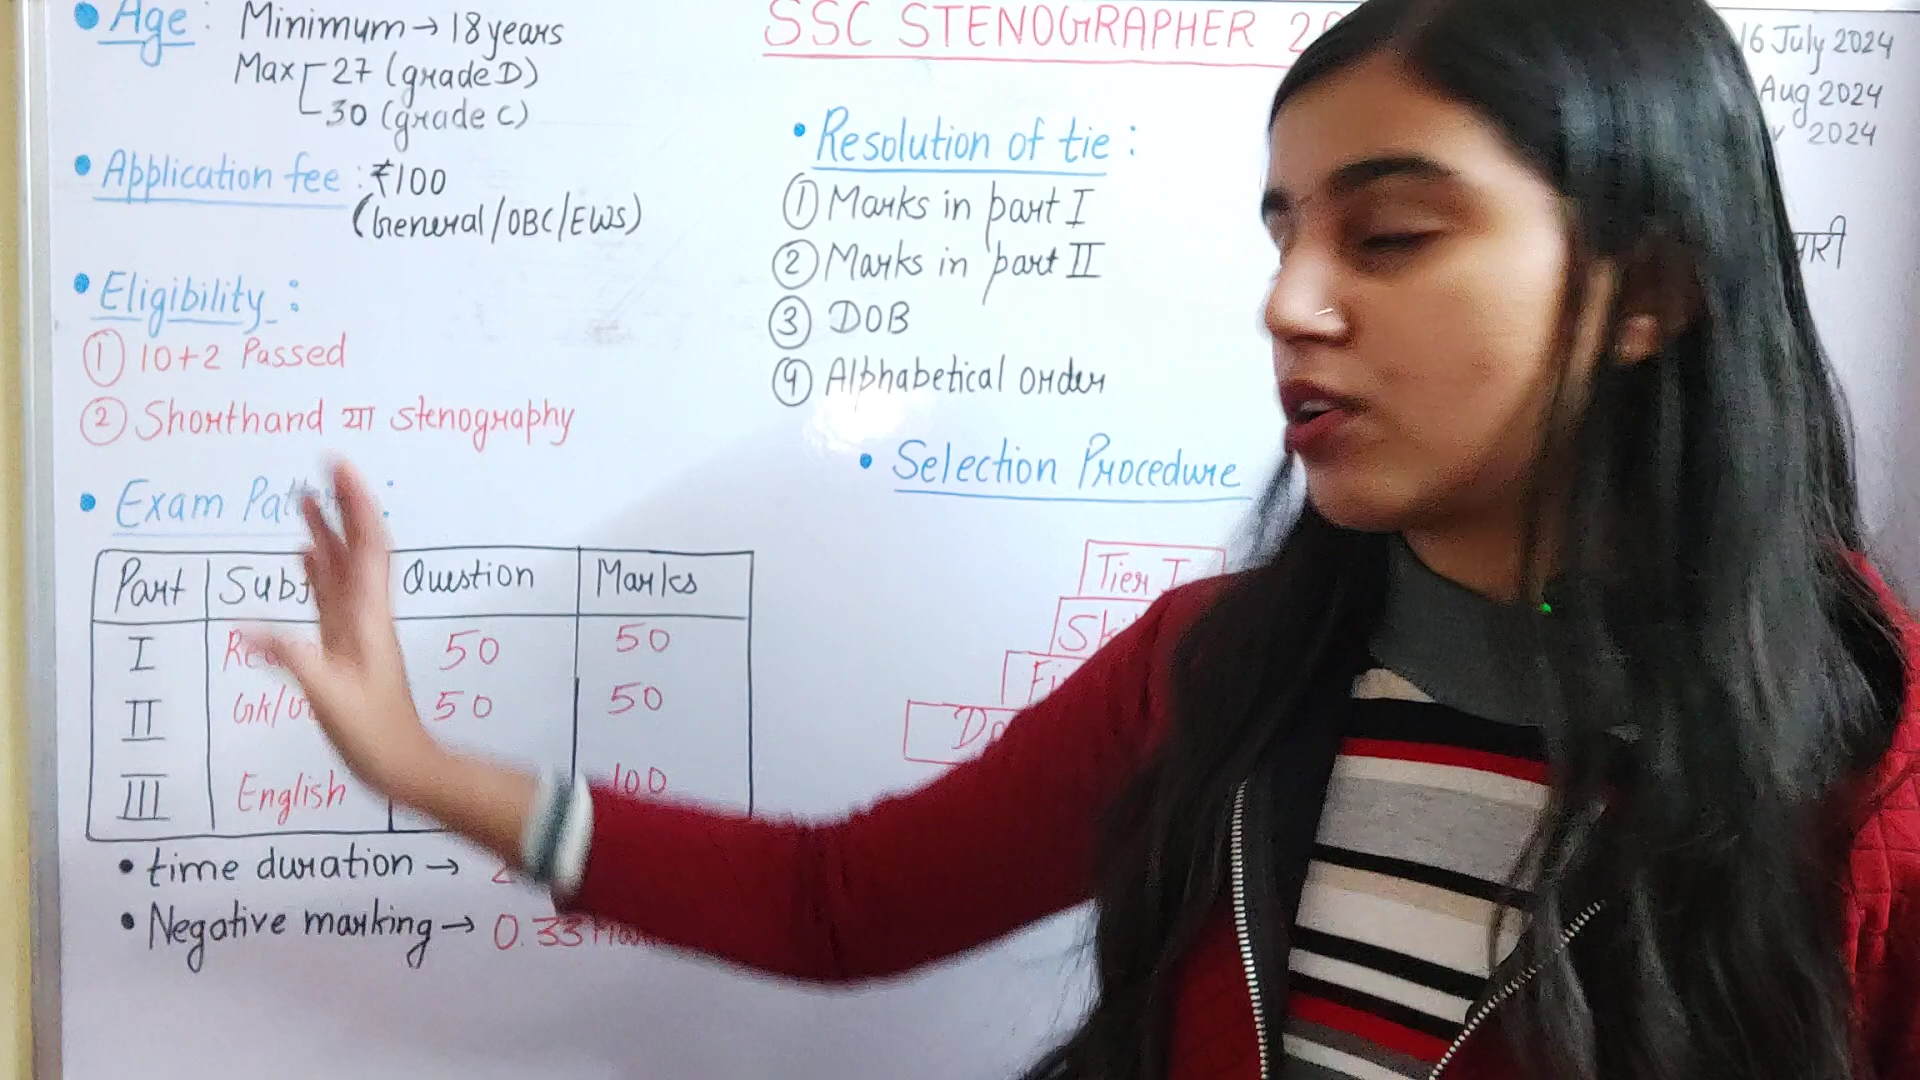 • Age : Minimum → 18 years
Max 27 (grade D)
30 (grade C)
• Application fee : ₹100
(General/OBC/EWS)
• Eligibility :
① 10+2 Passed
② Shorthand या stenography
• Exam :
Part Question Marks
I 50 50
II 50 50
III English 100
• time duration →
• Negative marking → 0.33
SSC STENOGRAPHER
• Resolution of tie :
① Marks in part I
② Marks in part II
③ DOB
④ Alphabetical order
• Selection Procedure
Tier I
16 July 2024
Aug 2024
2024